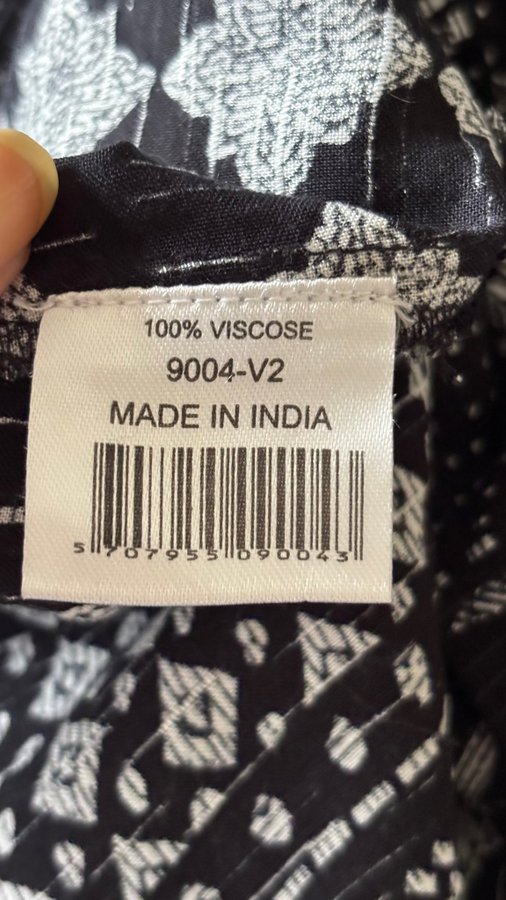 100% VISCOSE
9004-V2
MADE IN INDIA
5 707955 090043